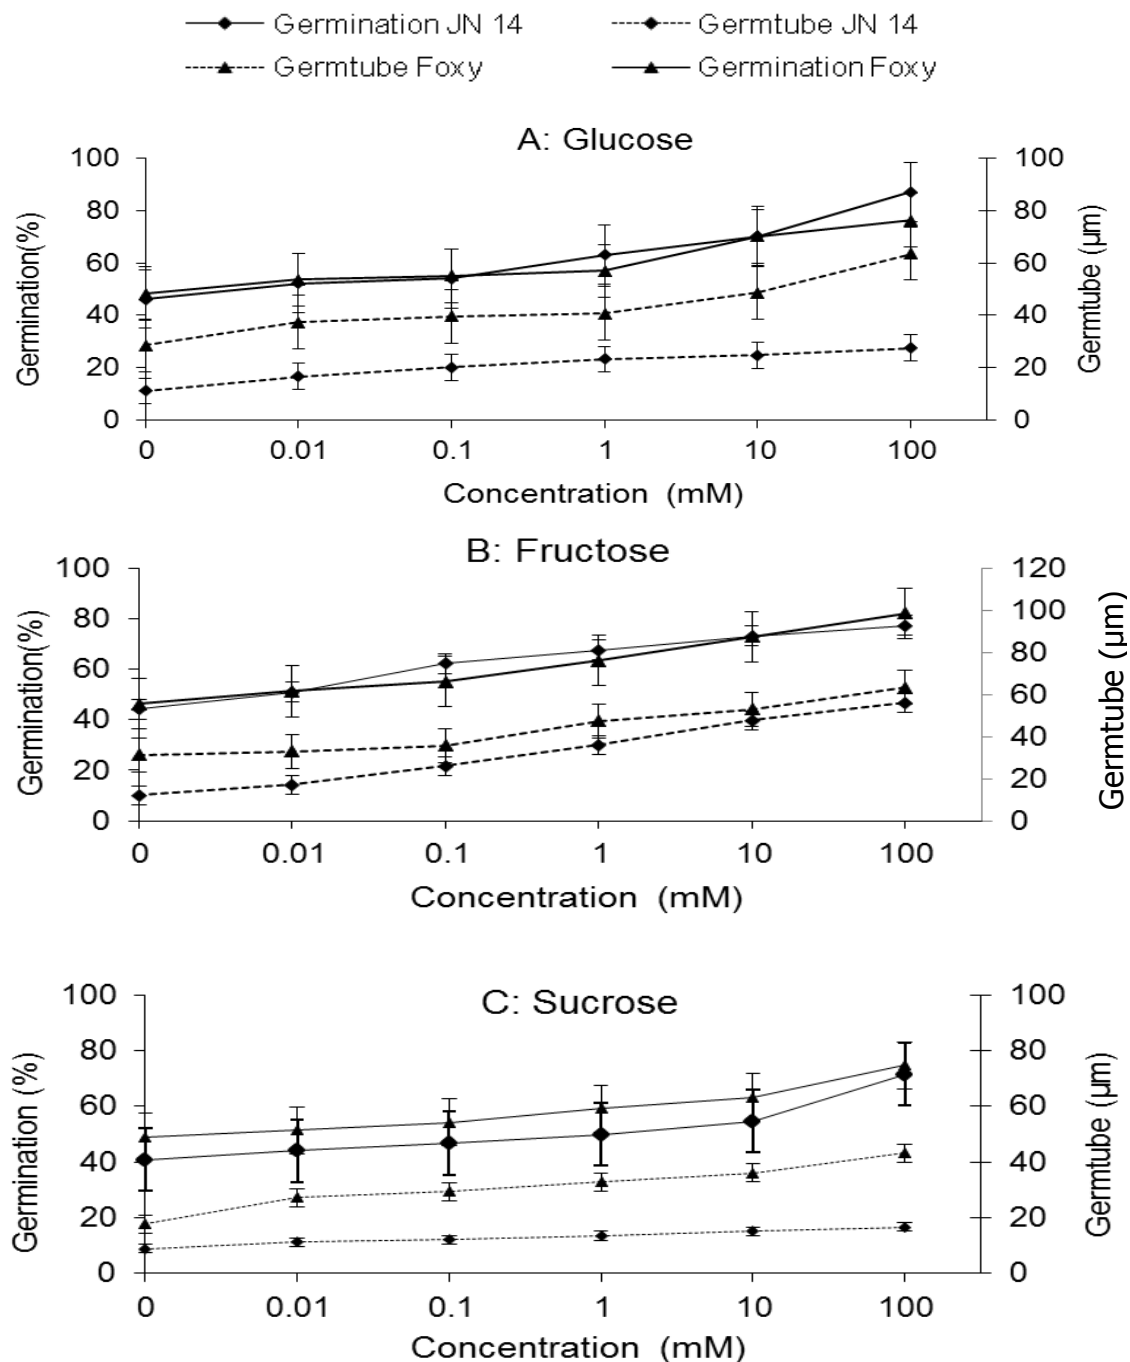 Germination JN 14 Germtube JN 14
Germtube Foxy Germination Foxy
A: Glucose
100 100
80 80
60 60
40 40
20 20
0 0
Germination(%)
Germtube (µm)
0 0.01 0.1 1 10 100
Concentration (mM)
B: Fructose
100 120
80 100
60 80
40 60
20 40
0 20
0
Germination(%)
Germtube (µm)
0 0.01 0.1 1 10 100
Concentration (mM)
C: Sucrose
100 100
80 80
60 60
40 40
20 20
0 0
Germination (%)
Germtube (µm)
0 0.01 0.1 1 10 100
Concentration (mM)